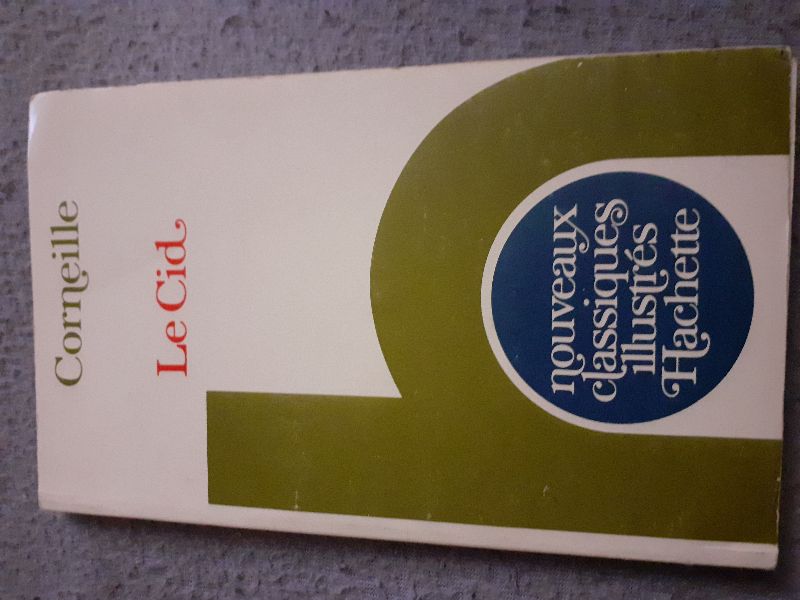 Corneille
Le Cid
nouveaux
classiques
illustrés
Hachette